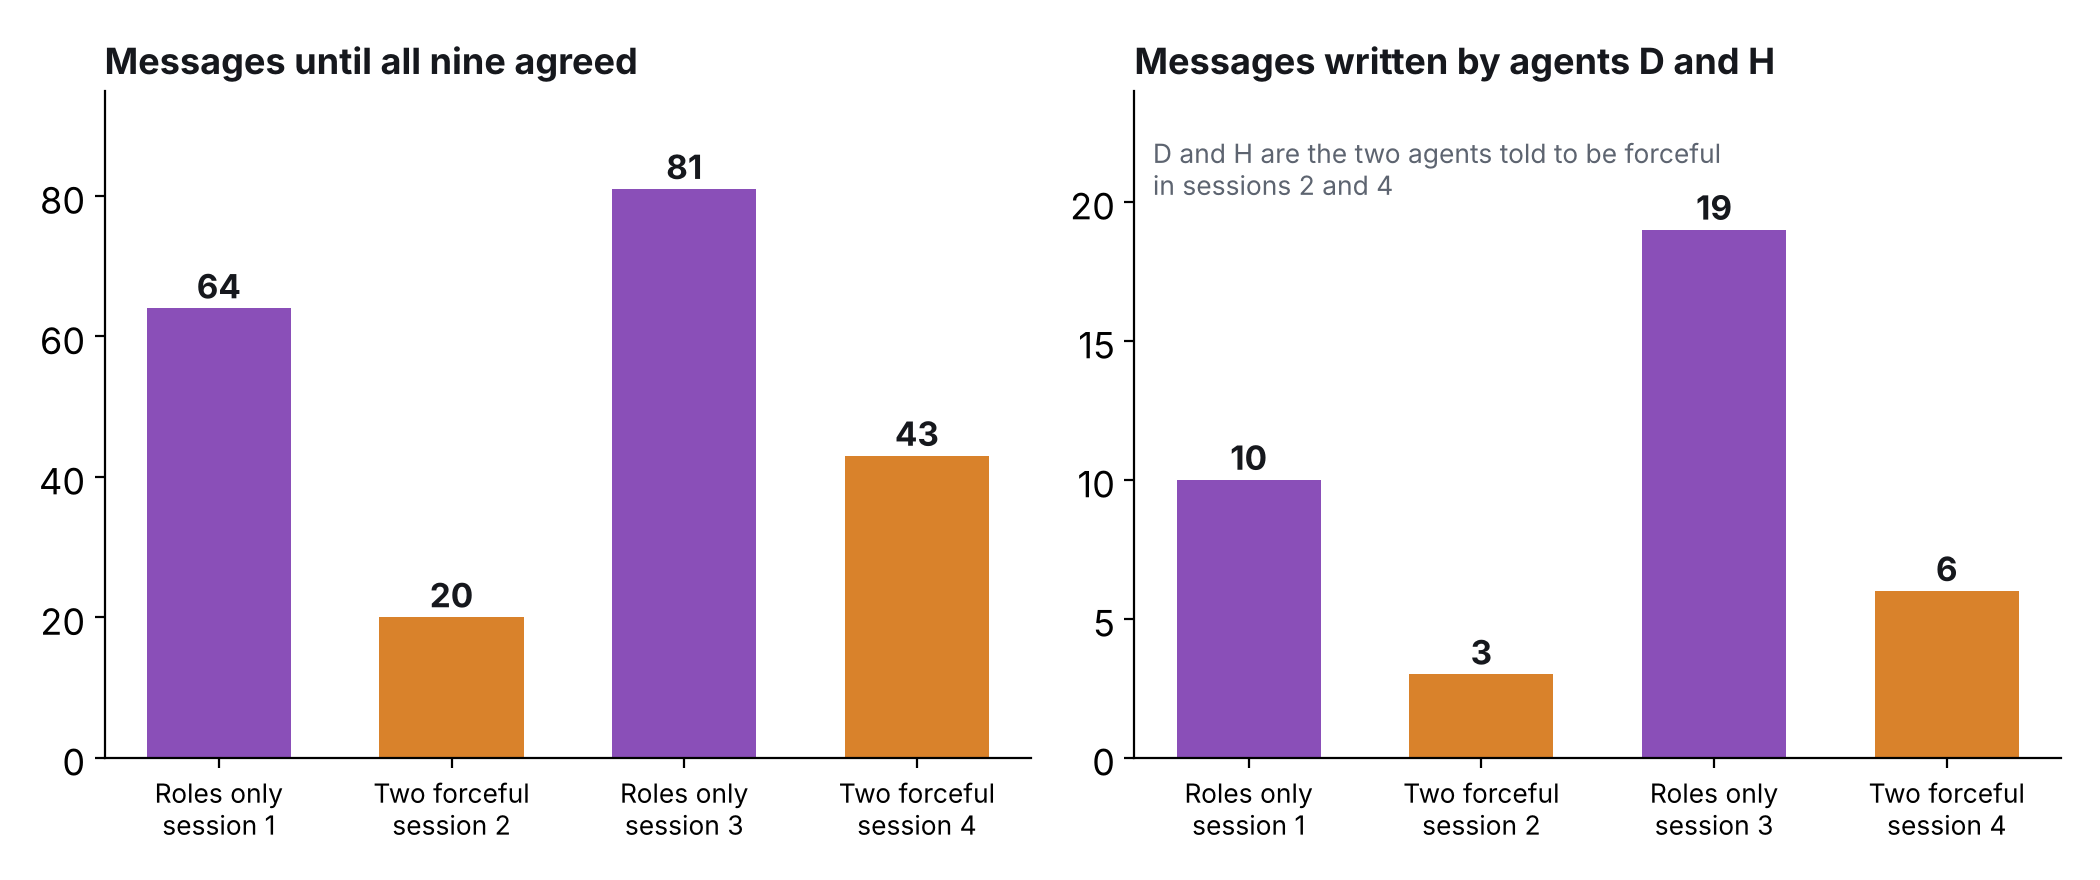 Messages until all nine agreed
80
60
40
20
0
64
20
81
43
Roles only
session 1
Two forceful
session 2
Roles only
session 3
Two forceful
session 4
Messages written by agents D and H
D and H are the two agents told to be forceful
in sessions 2 and 4
20
15
10
5
0
10
3
19
6
Roles only
session 1
Two forceful
session 2
Roles only
session 3
Two forceful
session 4